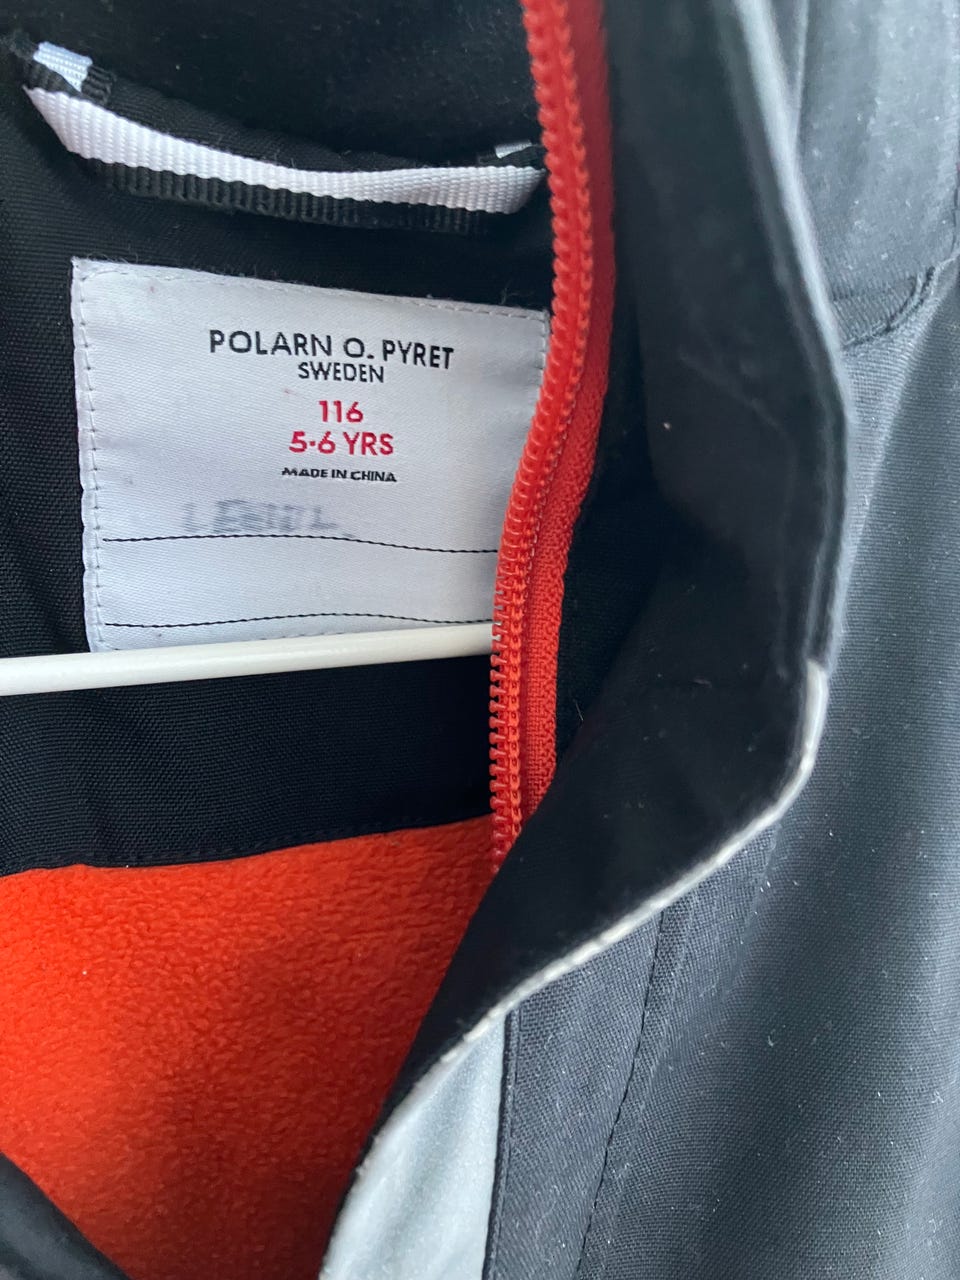 POLARN O. PYRET
SWEDEN
116
5-6 YRS
MADE IN CHINA